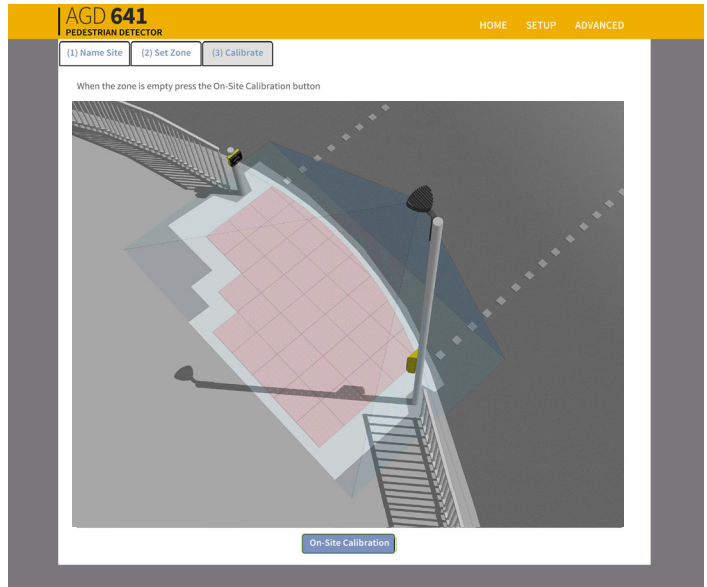 AGD 641
PEDESTRIAN DETECTOR
HOME SETUP ADVANCED
(1) Name Site (2) Set Zone (3) Calibrate
When the zone is empty press the On-Site Calibration button
On-Site Calibration